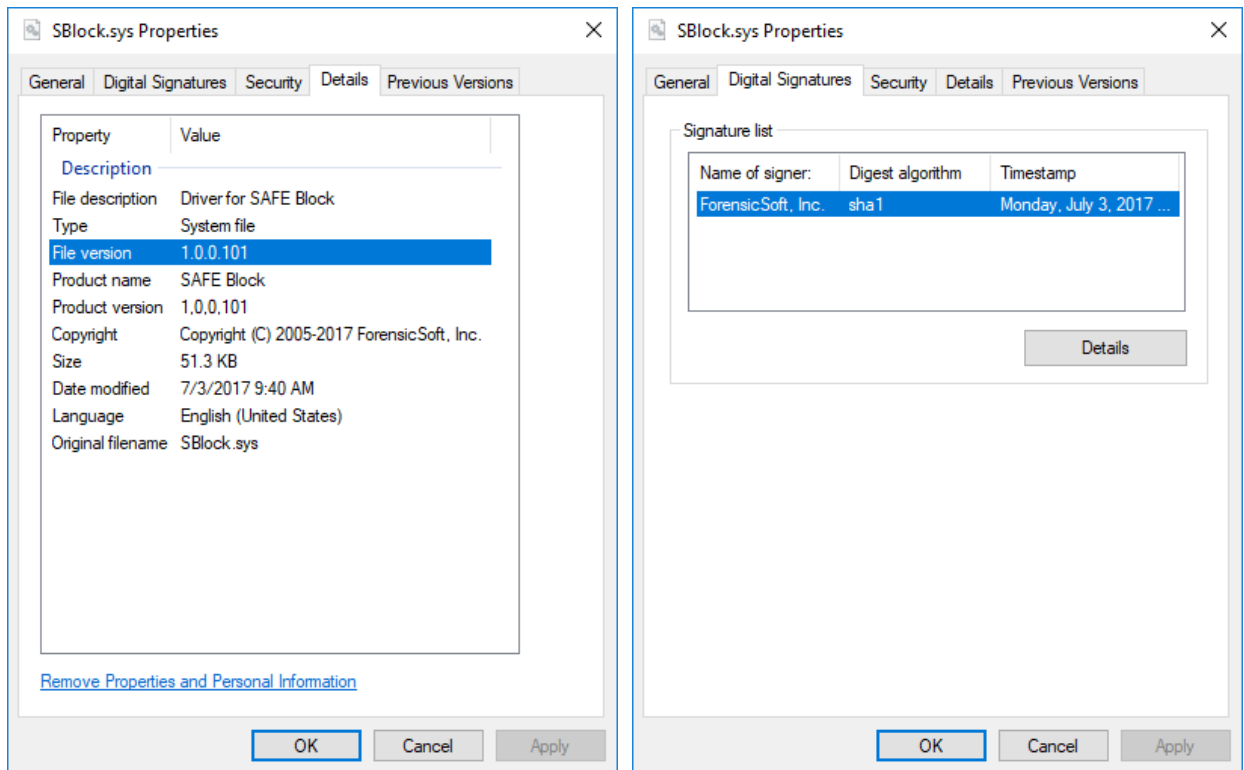 SBlock.sys Properties
General Digital Signatures Security Details Previous Versions
Property Value
Description
File description Driver for SAFE Block
Type System file
File version 1.0.0.101
Product name SAFE Block
Product version 1,0,0,101
Copyright Copyright (C) 2005-2017 ForensicSoft, Inc.
Size 51.3 KB
Date modified 7/3/2017 9:40 AM
Language English (United States)
Original filename SBlock.sys
Remove Properties and Personal Information
OK Cancel Apply
SBlock.sys Properties
General Digital Signatures Security Details Previous Versions
Signature list
Name of signer: Digest algorithm Timestamp
ForensicSoft, Inc. sha1 Monday, July 3, 2017 ...
Details
OK Cancel Apply